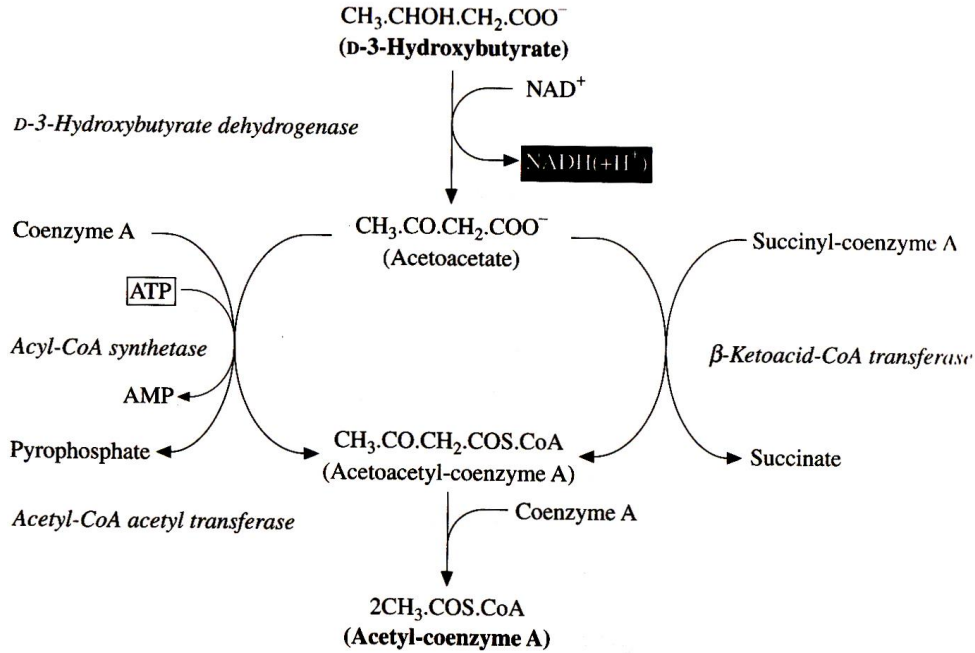 CH₃.CHOH.CH₂.COO⁻
(D-3-Hydroxybutyrate)
NAD⁺
D-3-Hydroxybutyrate dehydrogenase
NADH(+H⁺)
CH₃.CO.CH₂.COO⁻
(Acetoacetate)
Coenzyme A
Succinyl-coenzyme A
ATP
Acyl-CoA synthetase
β-Ketoacid-CoA transferase
AMP
Pyrophosphate
CH₃.CO.CH₂.COS.CoA
(Acetoacetyl-coenzyme A)
Succinate
Acetyl-CoA acetyl transferase
Coenzyme A
2CH₃.COS.CoA
(Acetyl-coenzyme A)